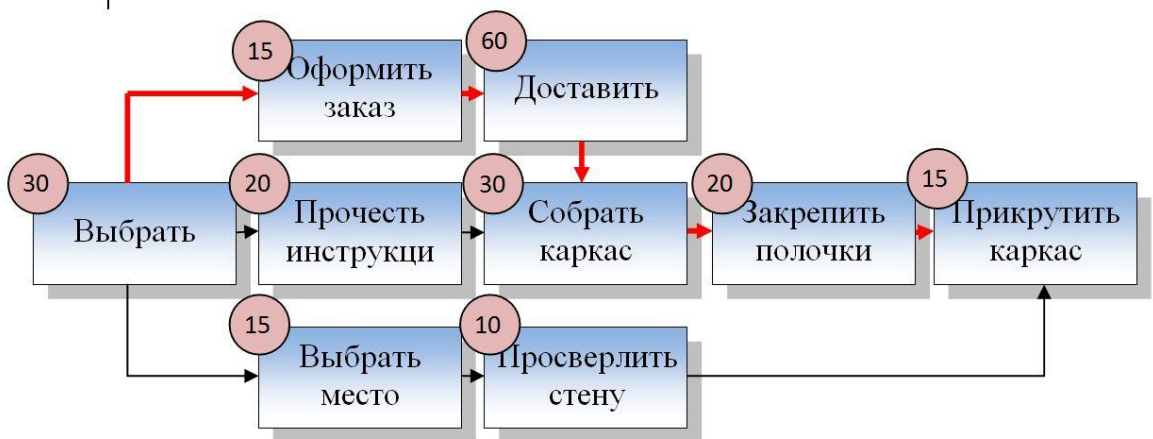 15
Оформить
заказ
60
Доставить
30
Выбрать
20
Прочесть
инструкци
30
Собрать
каркас
20
Закрепить
полочки
15
Прикрутить
каркас
15
Выбрать
место
10
Просверлить
стену